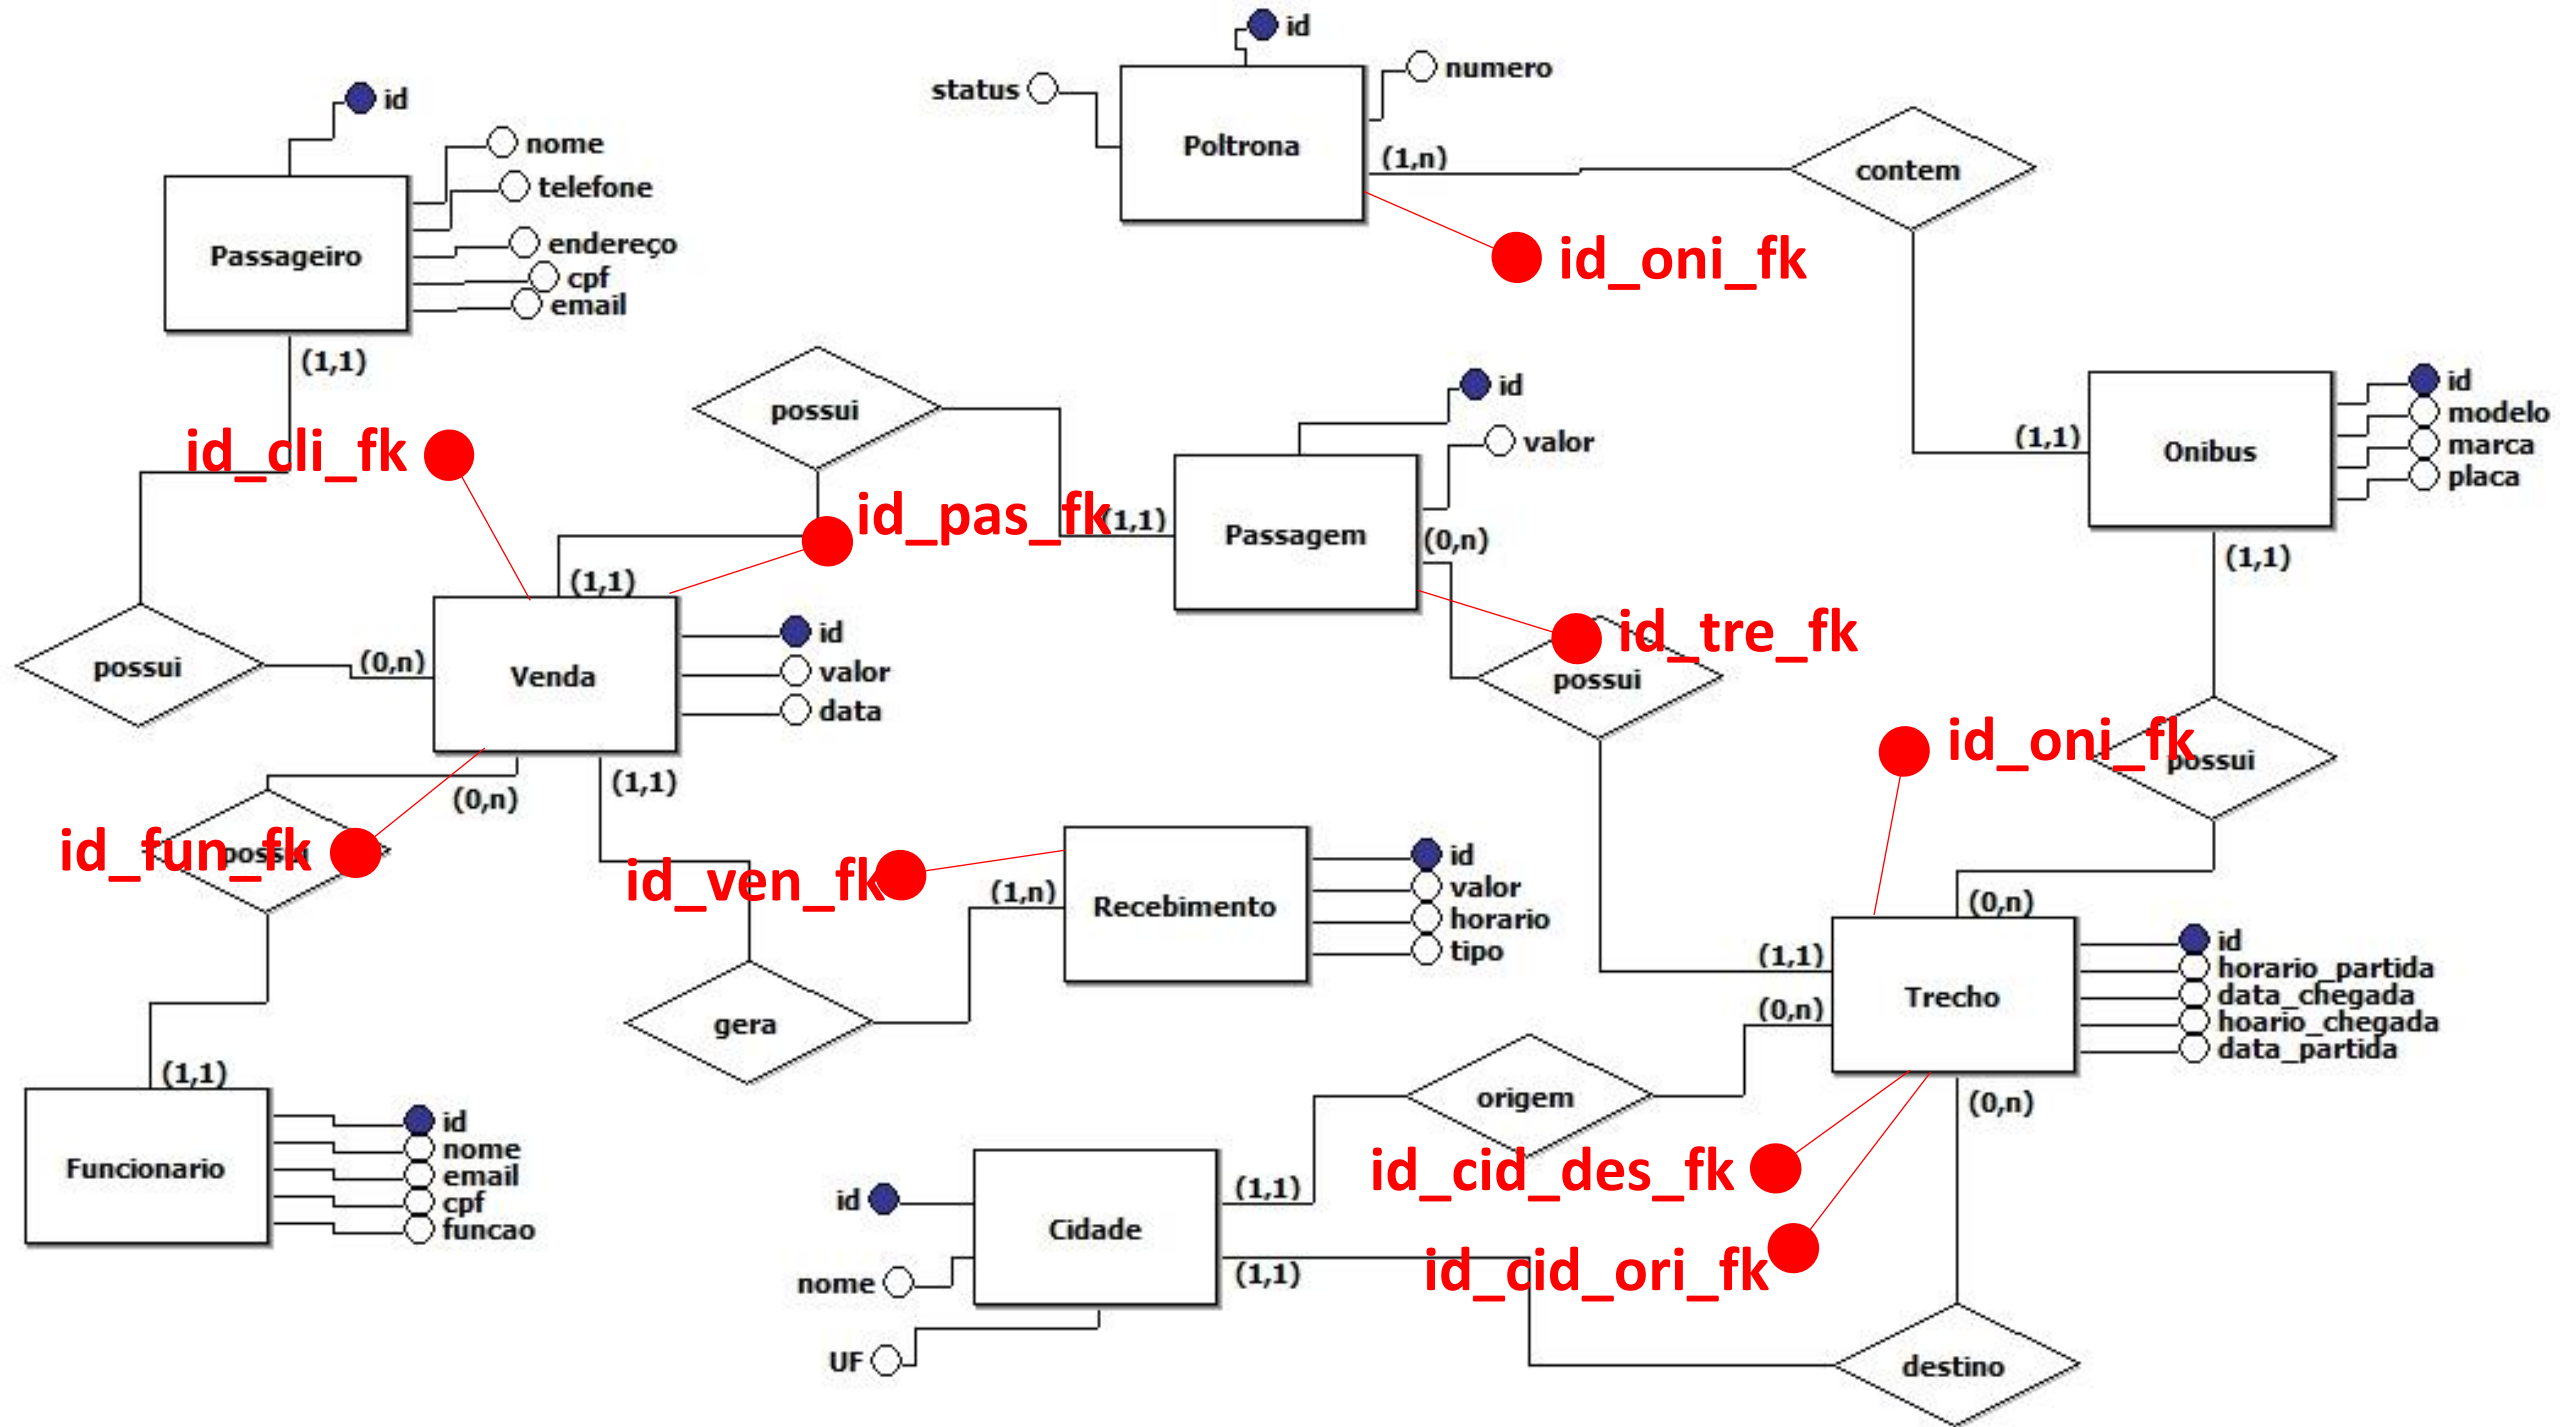 id
numero
status
Poltrona
(1,n)
contem
id_oni_fk
id
nome
telefone
endereço
cpf
email
Passageiro
(1,1)
id_cli_fk
possui
id_pas_fk
(1,1)
id
valor
Passagem
(0,n)
(1,1)
Onibus
id
modelo
marca
placa
(1,1)
(1,1)
possui
(0,n)
Venda
id
valor
data
id_tre_fk
possui
id_oni_fk
possui
(0,n)
(1,1)
id_fun_fk
possui
id_ven_fk
(1,n)
Recebimento
id
valor
horario
tipo
gera
(0,n)
(1,1)
(0,n)
Trecho
id
horario_partida
data_chegada
hoario_chegada
data_partida
(0,n)
origem
(1,1)
Funcionario
id
nome
email
cpf
funcao
id_cid_des_fk
id_cid_ori_fk
id
nome
UF
Cidade
(1,1)
(1,1)
destino